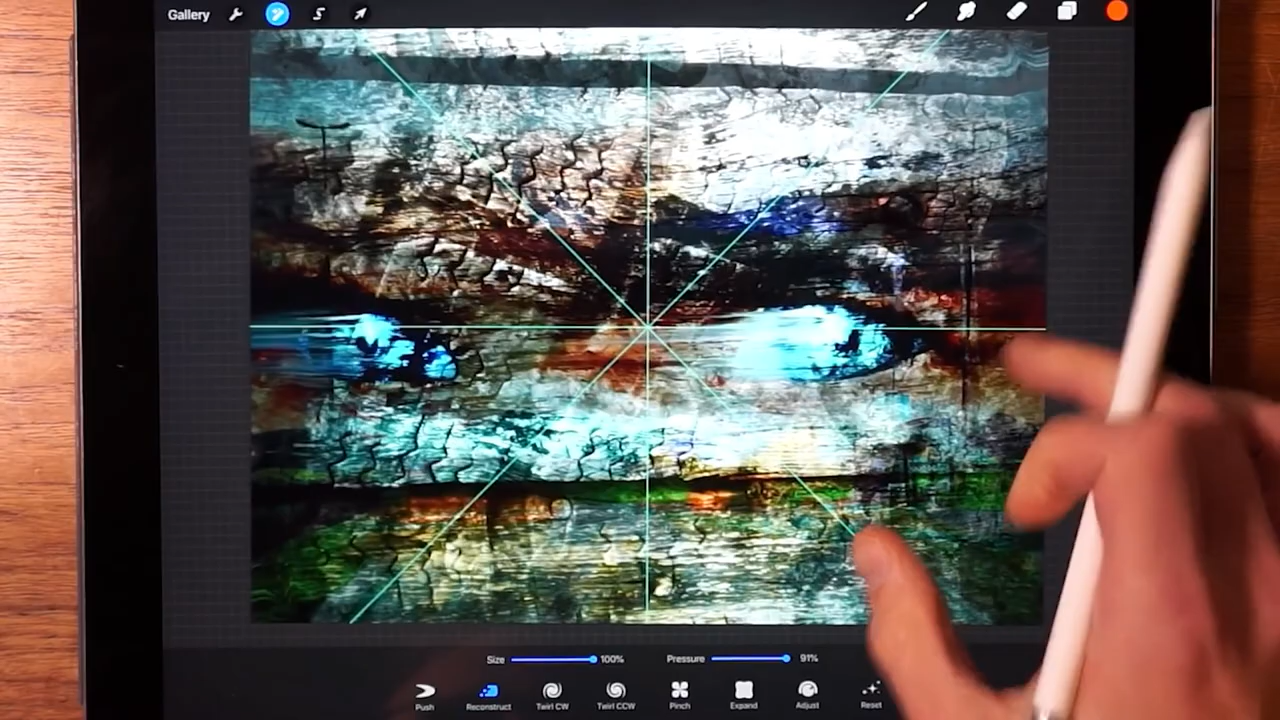 Gallery
Size 100% Pressure 91%
Push Reconstruct Twirl CW Twirl CCW Pinch Expand Adjust Reset